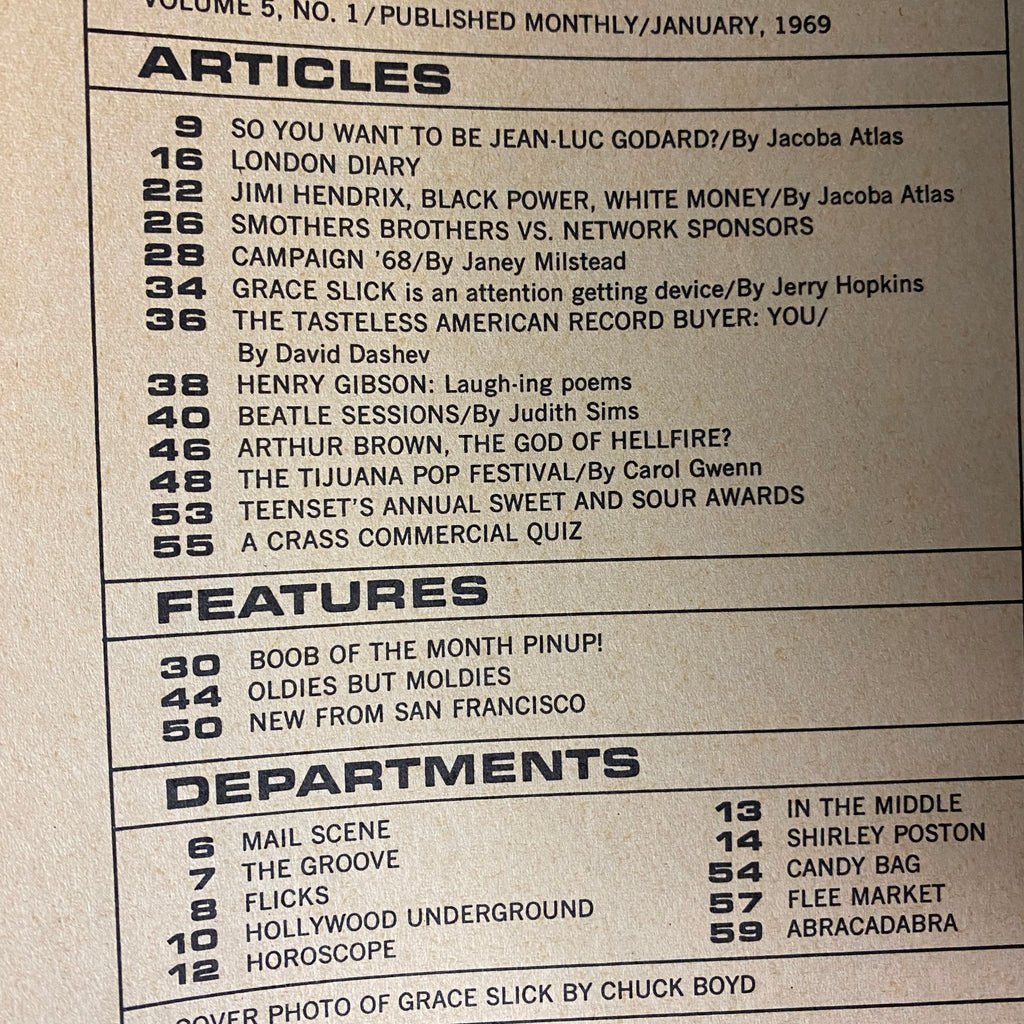 VOLUME 5, NO. 1/PUBLISHED MONTHLY/JANUARY, 1969
ARTICLES
9 SO YOU WANT TO BE JEAN-LUC GODARD?/By Jacoba Atlas
16 LONDON DIARY
22 JIMI HENDRIX, BLACK POWER, WHITE MONEY/By Jacoba Atlas
26 SMOTHERS BROTHERS VS. NETWORK SPONSORS
28 CAMPAIGN '68/By Janey Milstead
34 GRACE SLICK is an attention getting device/By Jerry Hopkins
36 THE TASTELESS AMERICAN RECORD BUYER: YOU/
By David Dashev
38 HENRY GIBSON: Laugh-ing poems
40 BEATLE SESSIONS/By Judith Sims
46 ARTHUR BROWN, THE GOD OF HELLFIRE?
48 THE TIJUANA POP FESTIVAL/By Carol Gwenn
53 TEENSET'S ANNUAL SWEET AND SOUR AWARDS
55 A CRASS COMMERCIAL QUIZ
FEATURES
30 BOOB OF THE MONTH PINUP!
44 OLDIES BUT MOLDIES
50 NEW FROM SAN FRANCISCO
DEPARTMENTS
6 MAIL SCENE
7 THE GROOVE
8 FLICKS
10 HOLLYWOOD UNDERGROUND
12 HOROSCOPE
13 IN THE MIDDLE
14 SHIRLEY POSTON
54 CANDY BAG
57 FLEE MARKET
59 ABRACADABRA
COVER PHOTO OF GRACE SLICK BY CHUCK BOYD